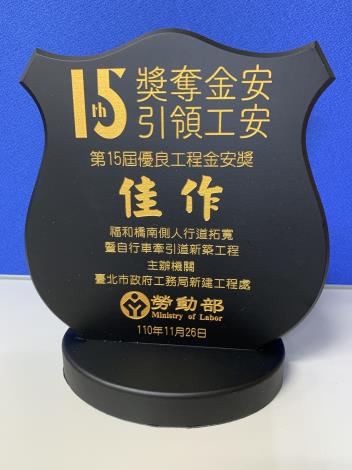 15th
獎奪金安
引領工安
第15屆優良工程金安獎
佳作
福和橋南側人行道拓寬
暨自行車牽引道新築工程
主辦機關
臺北市政府工務局新建工程處
勞動部
Ministry of Labor
110年11月26日